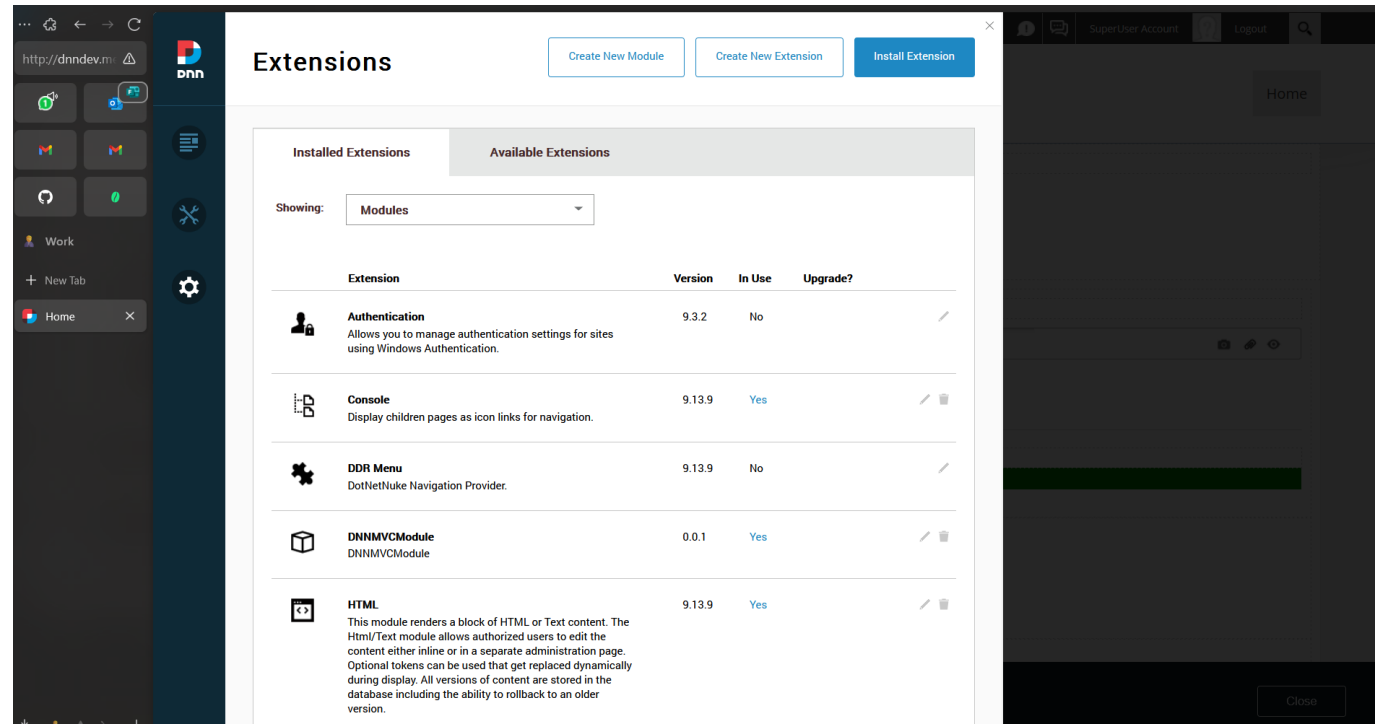 http://dnndev.m
1
Work
New Tab
Home
DNN
Extensions
Create New Module
Create New Extension
Install Extension
Installed Extensions
Available Extensions
Showing:
Modules
Extension Version In Use Upgrade?
Authentication 9.3.2 No
Allows you to manage authentication settings for sites
using Windows Authentication.
Console 9.13.9 Yes
Display children pages as icon links for navigation.
DDR Menu 9.13.9 No
DotNetNuke Navigation Provider.
DNNMVCModule 0.0.1 Yes
DNNMVCModule
HTML 9.13.9 Yes
This module renders a block of HTML or Text content. The
Html/Text module allows authorized users to edit the
content either inline or in a separate administration page.
Optional tokens can be used that get replaced dynamically
during display. All versions of content are stored in the
database including the ability to rollback to an older
version.
SuperUser Account
Logout
Home
Close